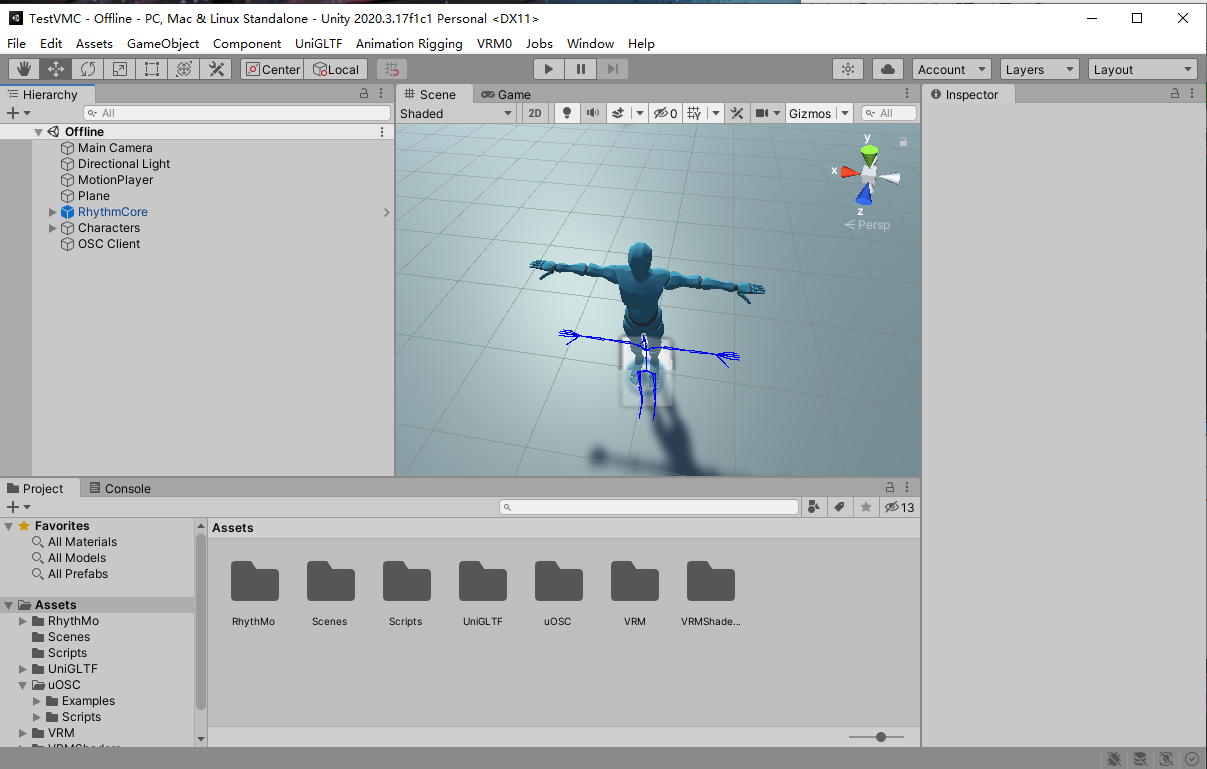 TestVMC - Offline - PC, Mac & Linux Standalone - Unity 2020.3.17f1c1 Personal <DX11>
File Edit Assets GameObject Component UniGLTF Animation Rigging VRM0 Jobs Window Help
Center Local Account Layers Layout
Hierarchy
All
Offline
Main Camera
Directional Light
MotionPlayer
Plane
RhythmCore
Characters
OSC Client
Scene Game
Shaded 2D 0 Gizmos All
y
x
z
Persp
Inspector
Project Console
13
Favorites
All Materials
All Models
All Prefabs
Assets
RhythMo
Scenes
Scripts
UniGLTF
uOSC
Examples
Scripts
VRM
VRMShaders
Assets
RhythMo Scenes Scripts UniGLTF uOSC VRM VRMShade...